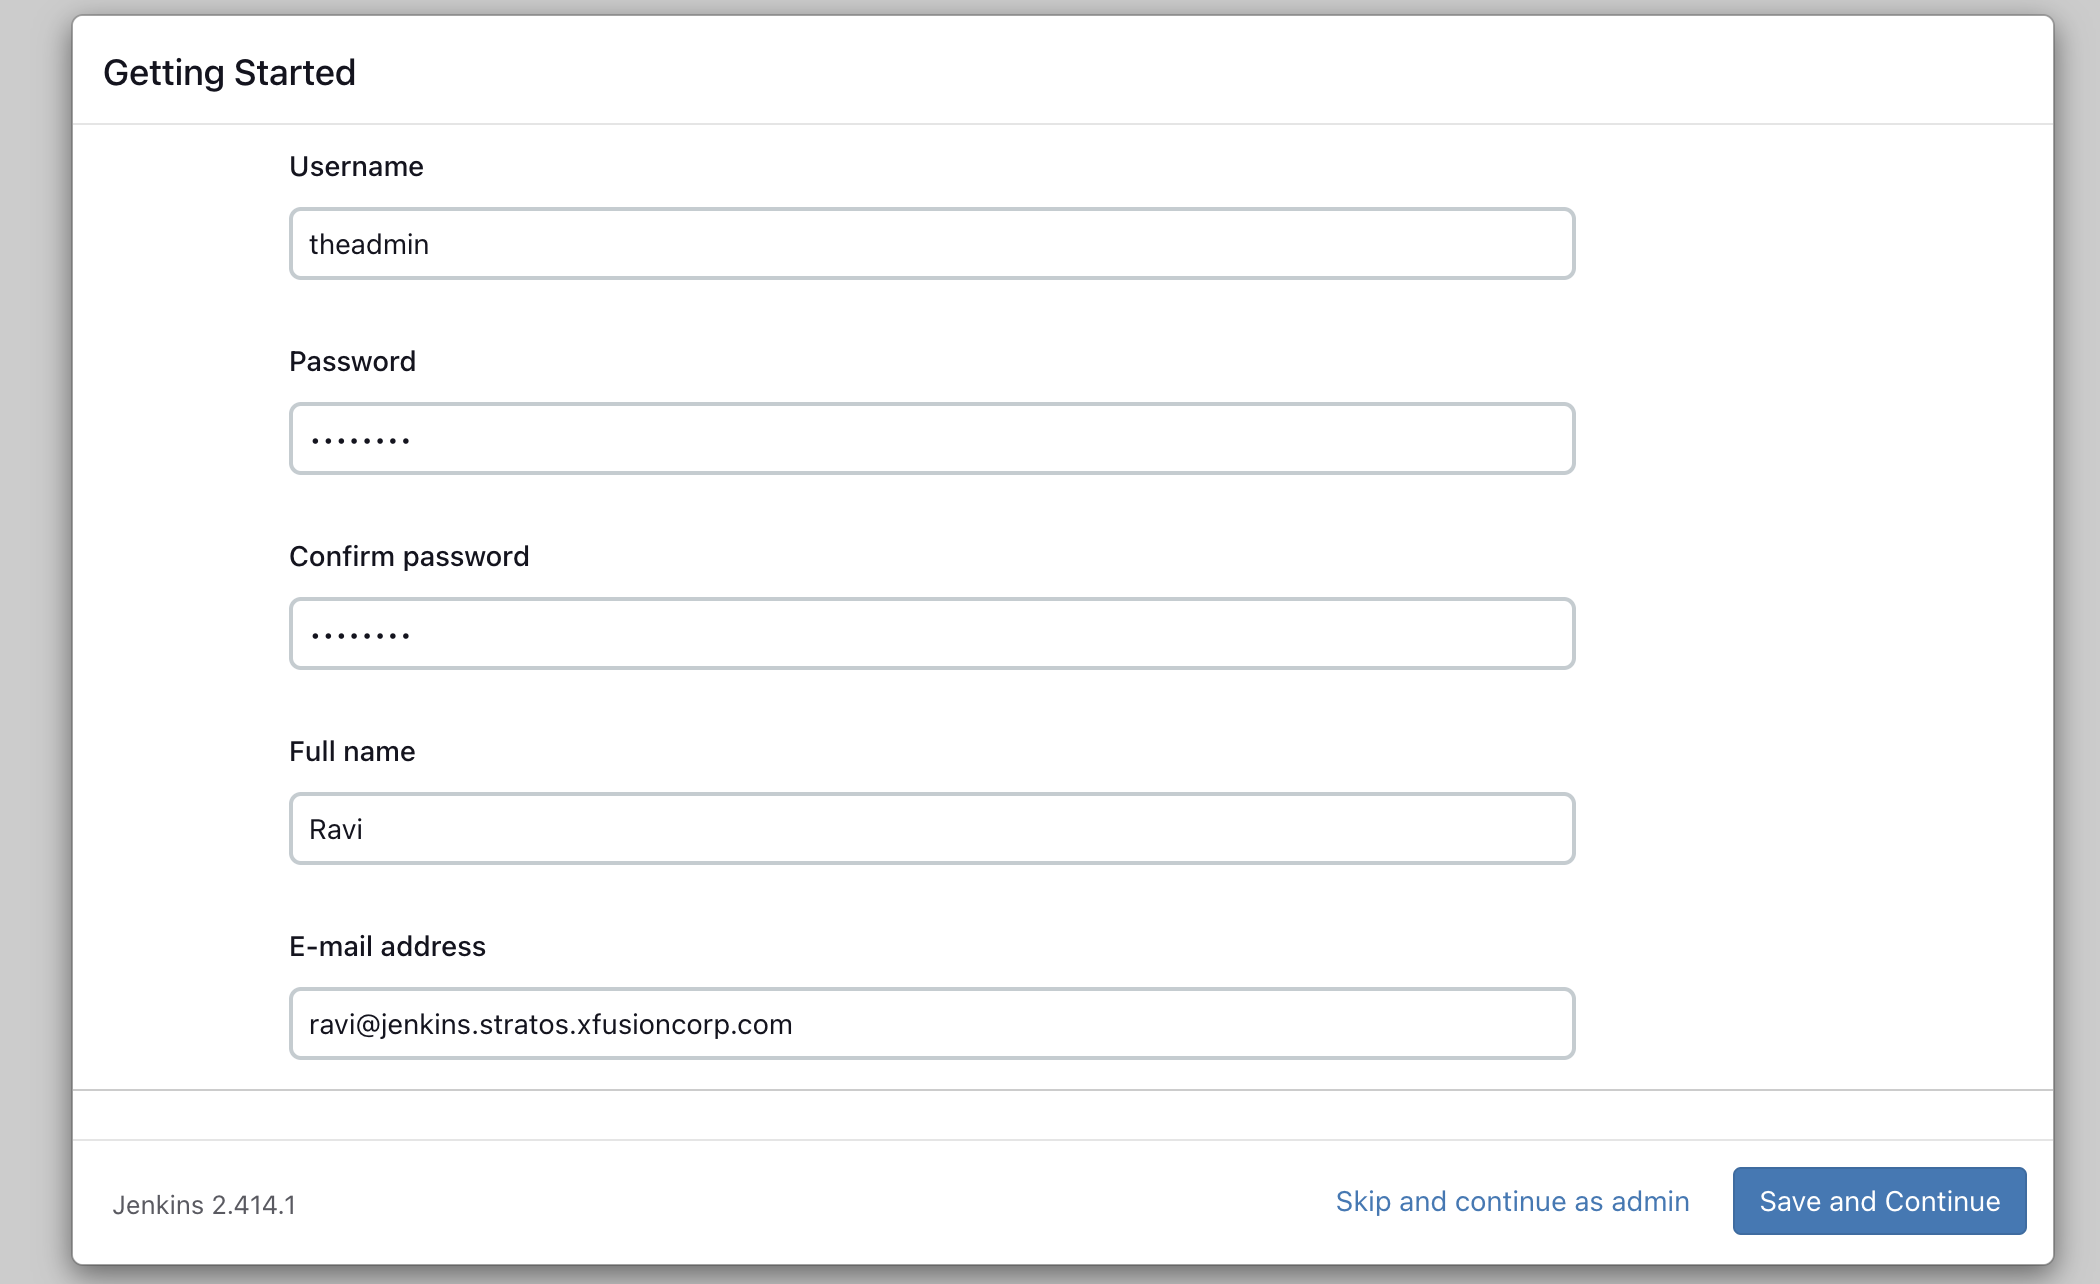 Getting Started
Username
theadmin
Password
••••••••
Confirm password
••••••••
Full name
Ravi
E-mail address
ravi@jenkins.stratos.xfusioncorp.com
Jenkins 2.414.1
Skip and continue as admin
Save and Continue